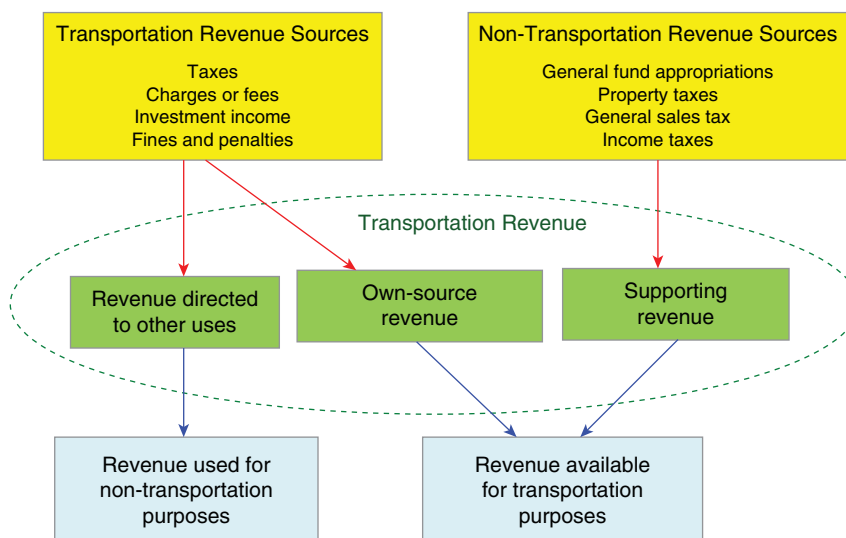 Transportation Revenue Sources
Taxes
Charges or fees
Investment income
Fines and penalties
Non-Transportation Revenue Sources
General fund appropriations
Property taxes
General sales tax
Income taxes
Transportation Revenue
Revenue directed
to other uses
Own-source
revenue
Supporting
revenue
Revenue used for
non-transportation
purposes
Revenue available
for transportation
purposes